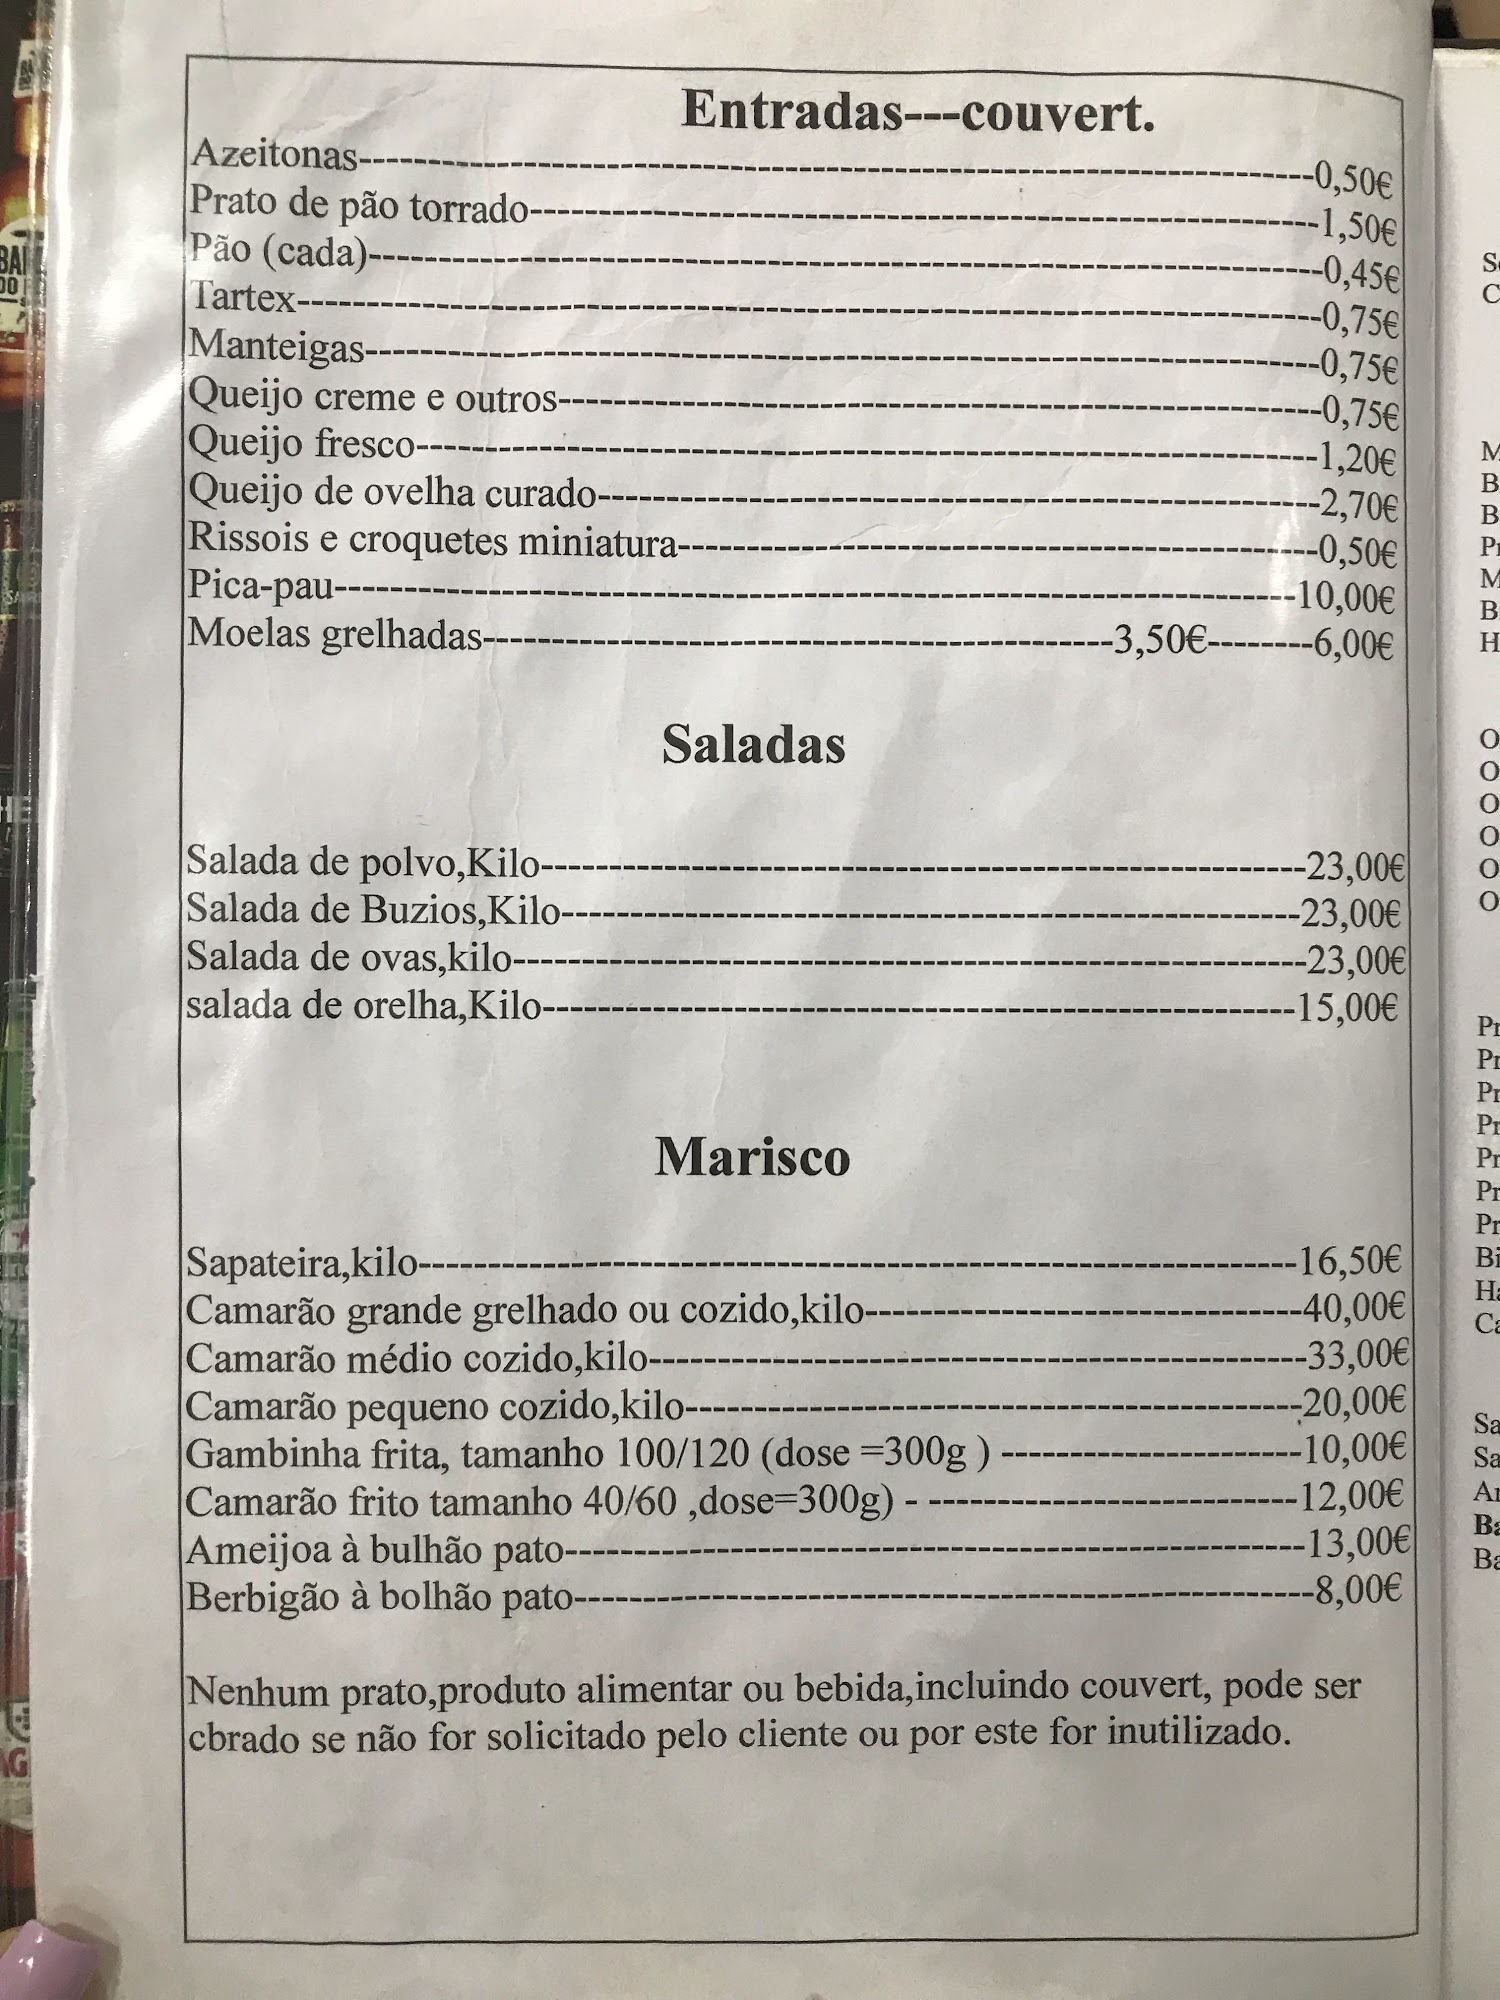 Entradas---couvert.
Azeitonas---0,50€
Prato de pão torrado---1,50€
Pão (cada)---0,45€
Tartex---0,75€
Manteigas---0,75€
Queijo creme e outros---0,75€
Queijo fresco---1,20€
Queijo de ovelha curado---2,70€
Rissois e croquetes miniatura---0,50€
Pica-pau---10,00€
Moelas grelhadas---3,50€---6,00€
Saladas
Salada de polvo,Kilo---23,00€
Salada de Buzios,Kilo---23,00€
Salada de ovas,kilo---23,00€
salada de orelha,Kilo---15,00€
Marisco
Sapateira,kilo---16,50€
Camarão grande grelhado ou cozido,kilo---40,00€
Camarão médio cozido,kilo---33,00€
Camarão pequeno cozido,kilo---20,00€
Gambinha frita, tamanho 100/120 (dose =300g ) ---10,00€
Camarão frito tamanho 40/60 ,dose=300g) - ---12,00€
Ameijoa à bulhão pato---13,00€
Berbigão à bolhão pato---8,00€
Nenhum prato,produto alimentar ou bebida,incluindo couvert, pode ser
cbrado se não for solicitado pelo cliente ou por este for inutilizado.